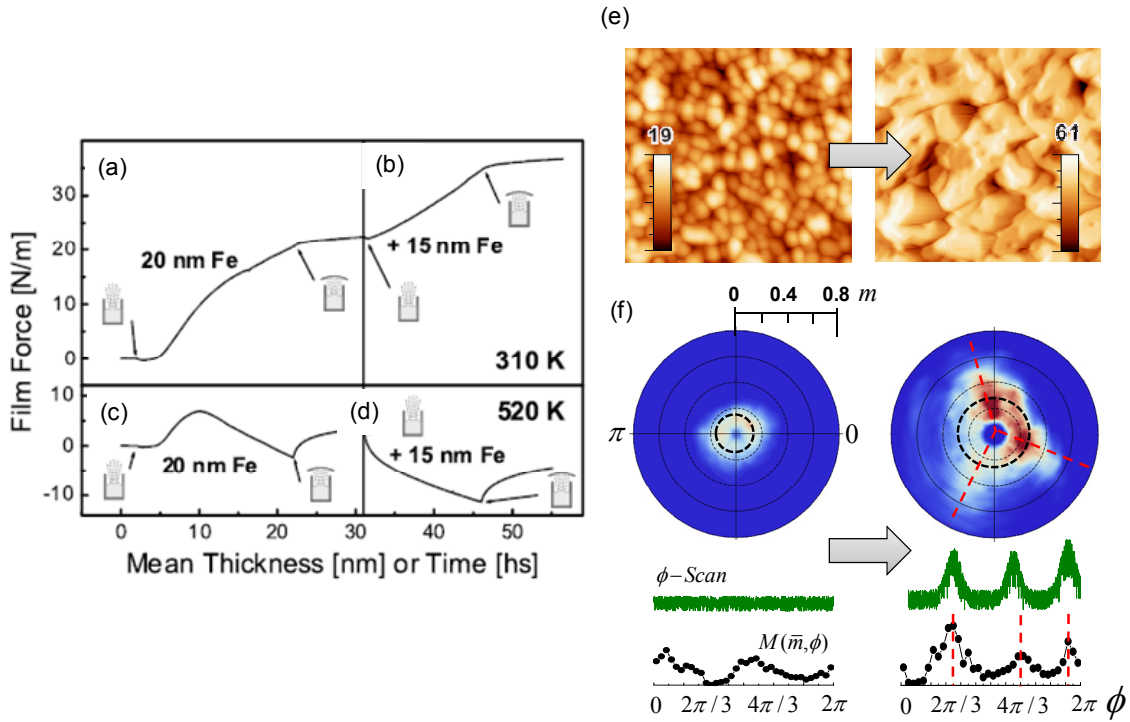 (e)
19
61
(a)
(b)
Film Force [N/m]
30
20
10
0
20 nm Fe
+ 15 nm Fe
310 K
(c)
(d)
520 K
10
0
-10
20 nm Fe
+ 15 nm Fe
0 10 20 30 40 50
Mean Thickness [nm] or Time [hs]
(f)
0 0.4 0.8 m
π 0
ϕ−Scan
M(m̅,ϕ)
0 2π/3 4π/3 2π
0 2π/3 4π/3 2π ϕ